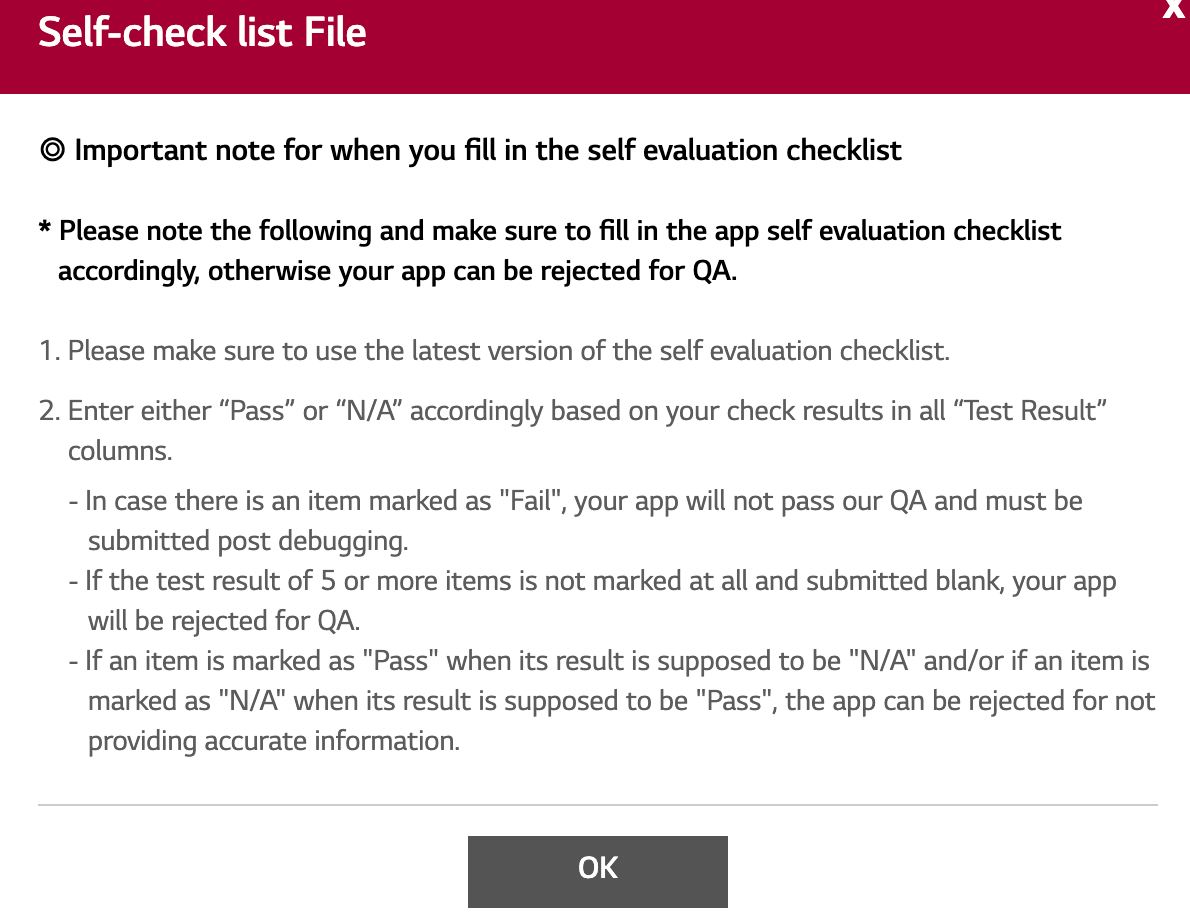 Self-check list File
X
◎ Important note for when you fill in the self evaluation checklist
* Please note the following and make sure to fill in the app self evaluation checklist
accordingly, otherwise your app can be rejected for QA.
1. Please make sure to use the latest version of the self evaluation checklist.
2. Enter either “Pass” or “N/A” accordingly based on your check results in all “Test Result”
columns.
- In case there is an item marked as "Fail", your app will not pass our QA and must be
submitted post debugging.
- If the test result of 5 or more items is not marked at all and submitted blank, your app
will be rejected for QA.
- If an item is marked as "Pass" when its result is supposed to be "N/A" and/or if an item is
marked as "N/A" when its result is supposed to be "Pass", the app can be rejected for not
providing accurate information.
OK